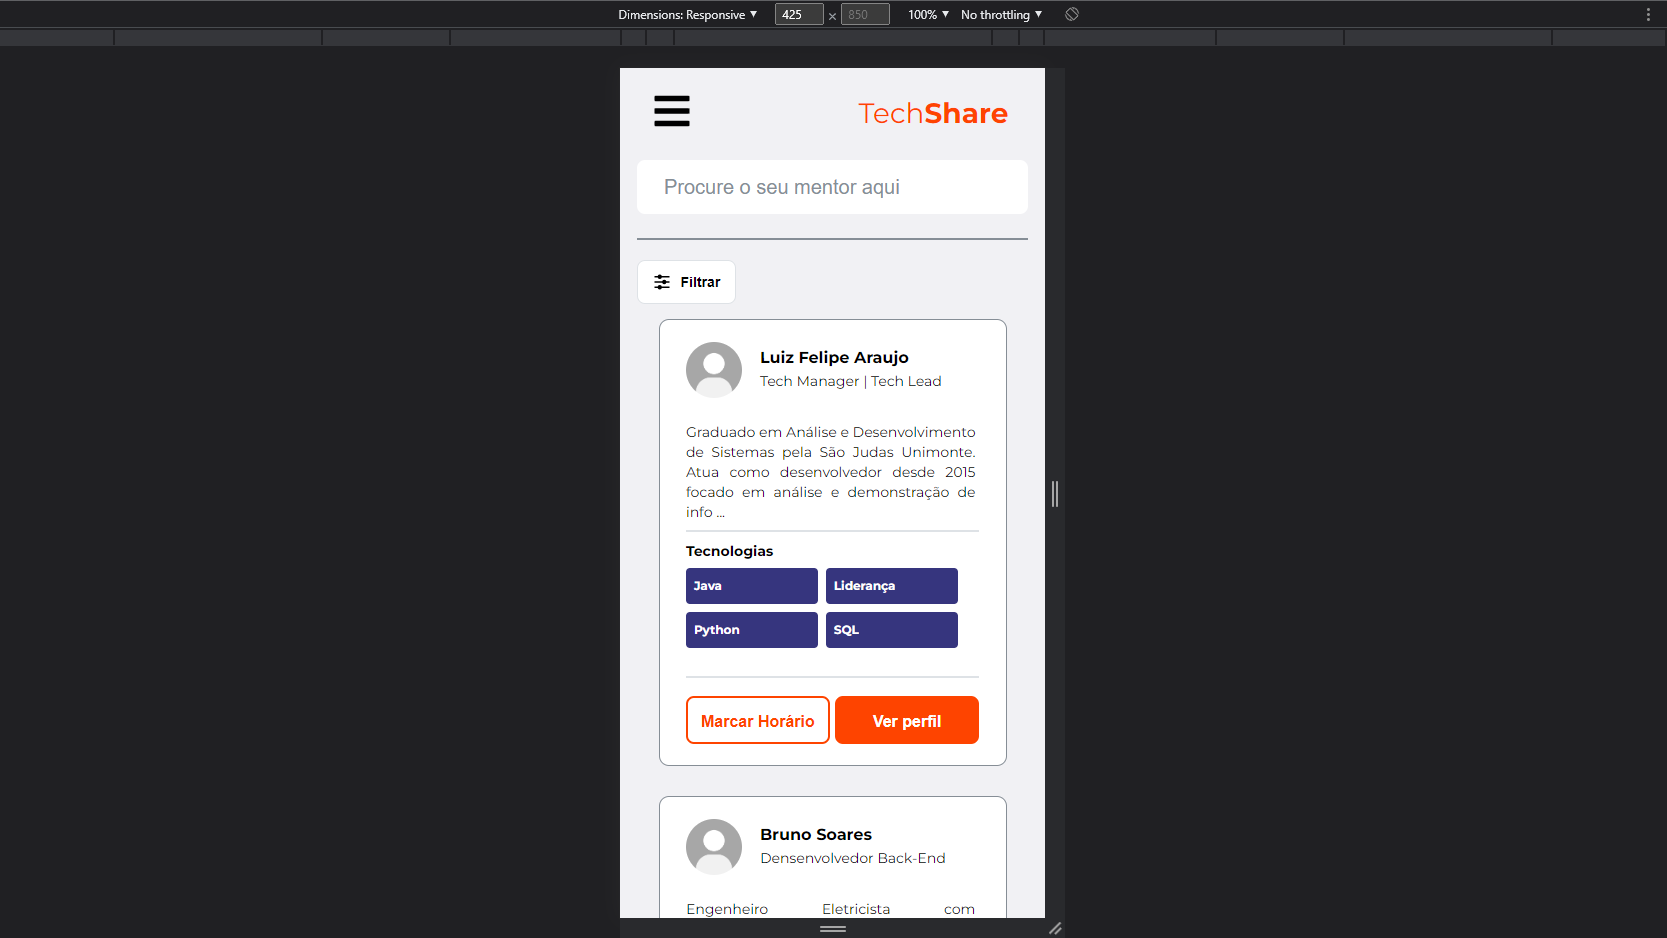 Dimensions: Responsive ▼ 425 × 850 100% ▼ No throttling ▼
TechShare
Procure o seu mentor aqui
Filtrar
Luiz Felipe Araujo
Tech Manager | Tech Lead
Graduado em Análise e Desenvolvimento
de Sistemas pela São Judas Unimonte.
Atua como desenvolvedor desde 2015
focado em análise e demonstração de
info ...
Tecnologias
Java Liderança
Python SQL
Marcar Horário Ver perfil
Bruno Soares
Densenvolvedor Back-End
Engenheiro Eletricista com